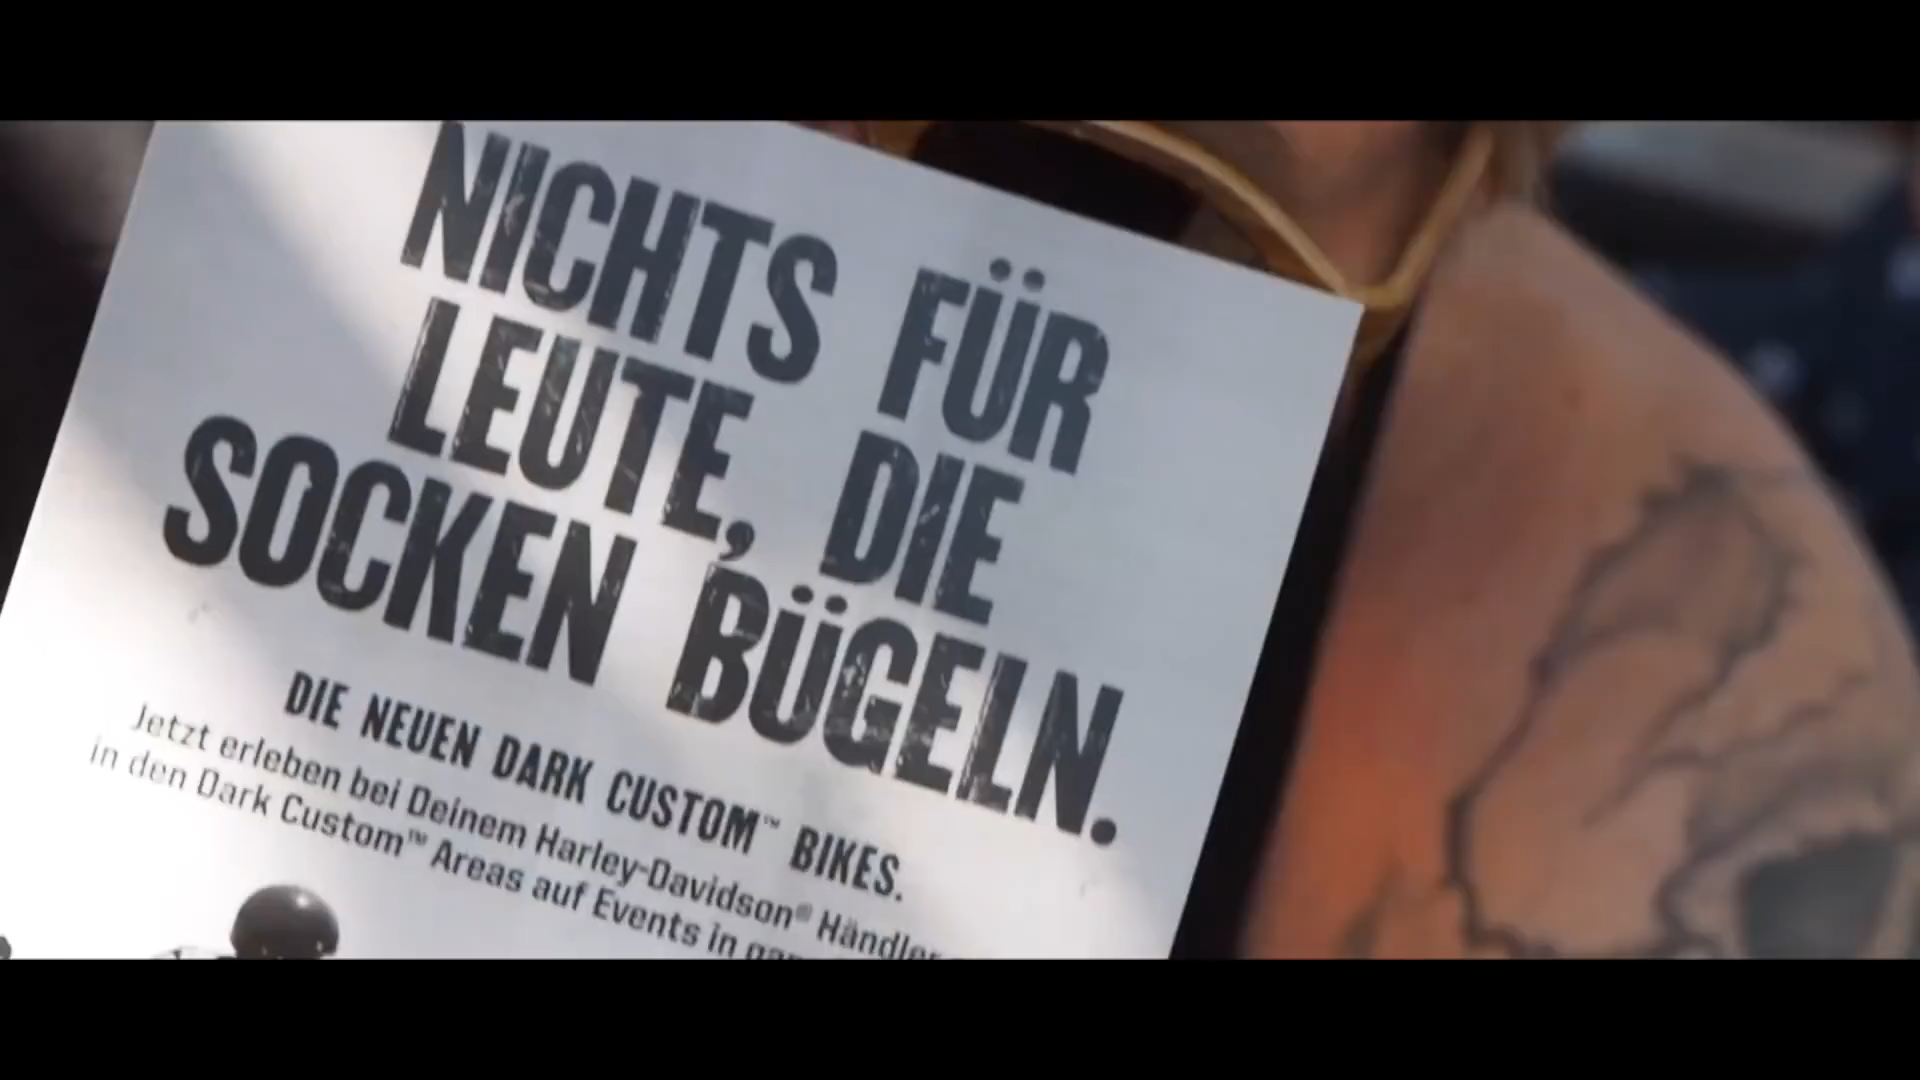 NICHTS FÜR
LEUTE, DIE
SOCKEN BÜGELN.
DIE NEUEN DARK CUSTOM™ BIKES.
Jetzt erleben bei Deinem Harley-Davidson® Händler
in den Dark Custom™ Areas auf Events in